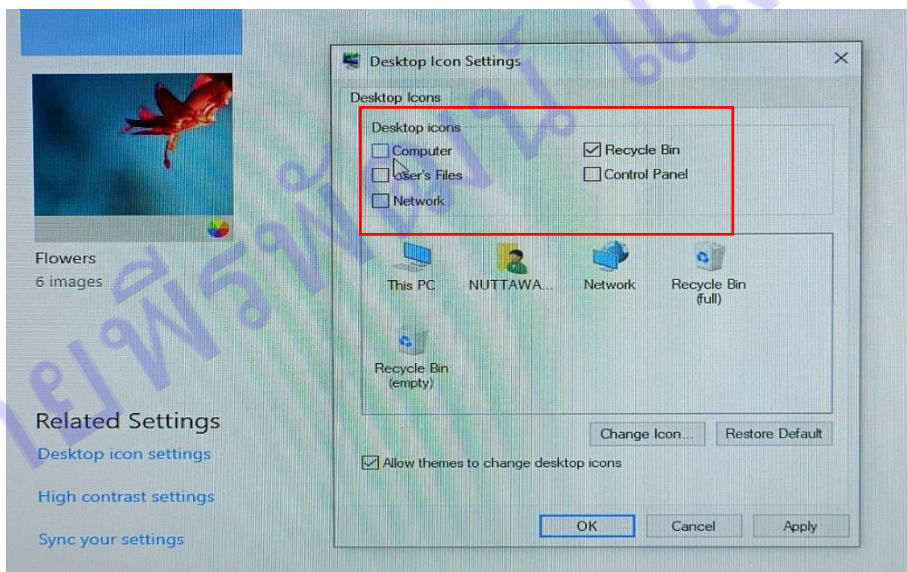 Desktop Icon Settings
Desktop Icons
Desktop icons
Computer
Recycle Bin
User's Files
Control Panel
Network
Flowers
6 images
This PC
NUTTAWA...
Network
Recycle Bin
(full)
Recycle Bin
(empty)
Related Settings
Change Icon...
Restore Default
Desktop icon settings
Allow themes to change desktop icons
High contrast settings
OK
Cancel
Apply
Sync your settings